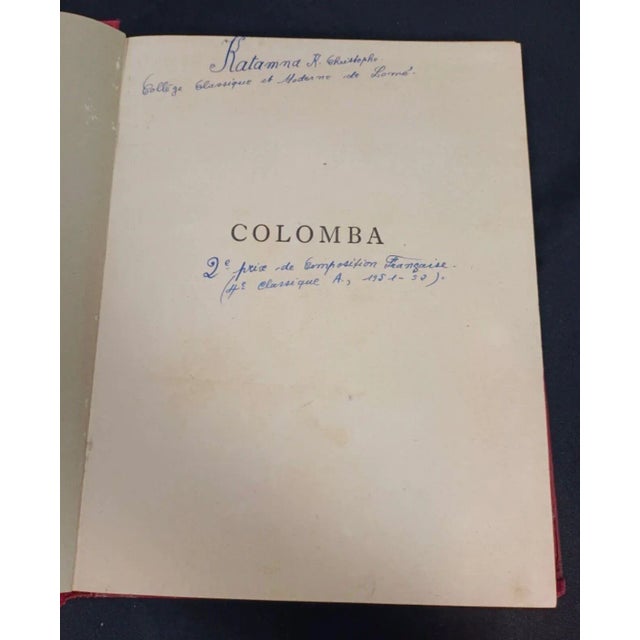 Katamna K. Christophe
Collège Classique et Moderne de Lomé.
COLOMBA
2e prix de Composition Française.
(4e Classique A., 1951-52).